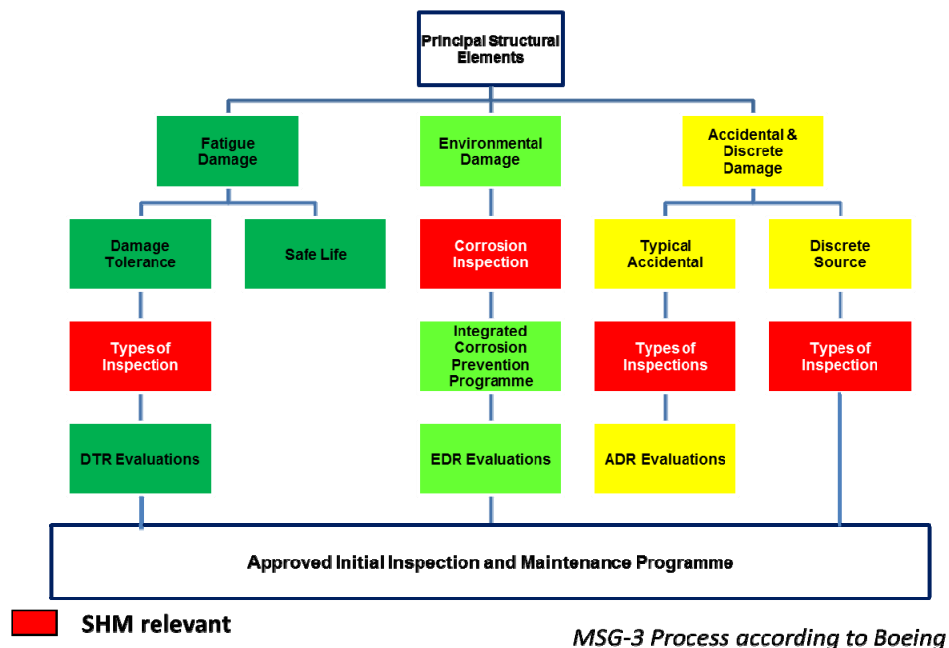 Principal Structural
Elements
Fatigue
Damage
Environmental
Damage
Accidental &
Discrete
Damage
Damage
Tolerance
Safe Life
Corrosion
Inspection
Typical
Accidental
Discrete
Source
Types of
Inspection
Integrated
Corrosion
Prevention
Programme
Types of
Inspections
Types of
Inspection
DTR Evaluations
EDR Evaluations
ADR Evaluations
Approved Initial Inspection and Maintenance Programme
SHM relevant
MSG-3 Process according to Boeing